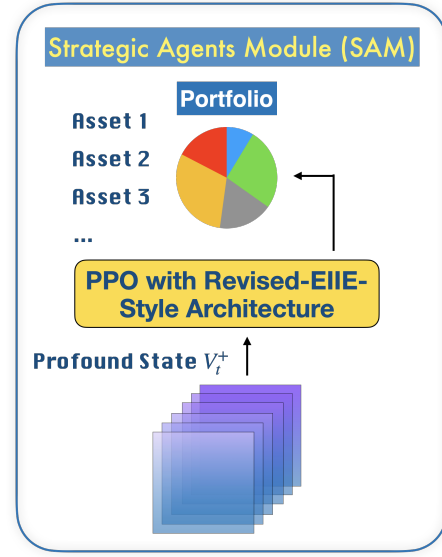 Strategic Agents Module (SAM)
Portfolio
Asset 1
Asset 2
Asset 3
...
PPO with Revised-EIIE-
Style Architecture
Profound State V_t^+